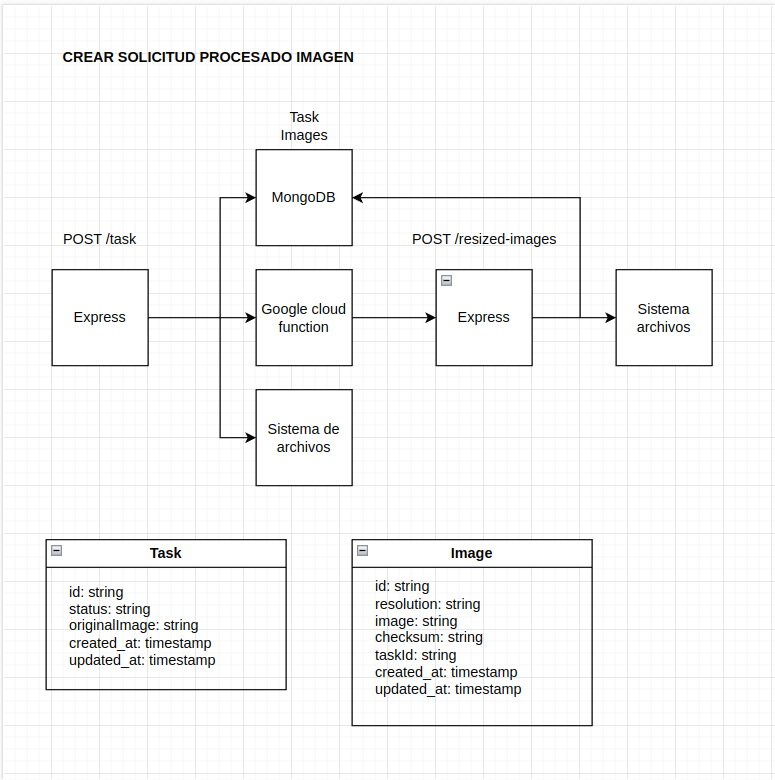 CREAR SOLICITUD PROCESADO IMAGEN
Task
Images
MongoDB
POST /task
POST /resized-images
Express
Google cloud
function
Express
Sistema
archivos
Sistema de
archivos
Task
id: string
status: string
originalImage: string
created_at: timestamp
updated_at: timestamp
Image
id: string
resolution: string
image: string
checksum: string
taskId: string
created_at: timestamp
updated_at: timestamp